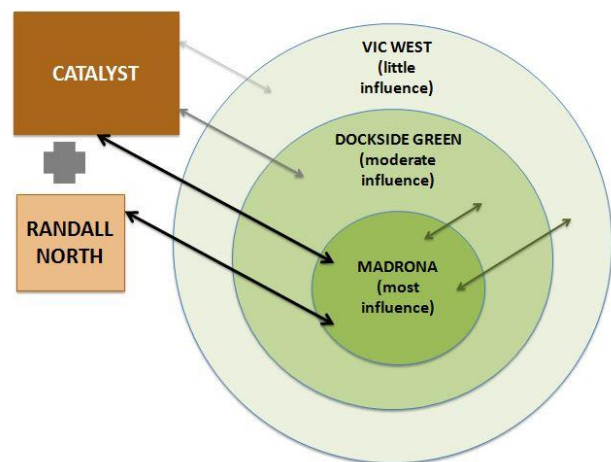 CATALYST
RANDALL
NORTH
VIC WEST
(little
influence)
DOCKSIDE GREEN
(moderate
influence)
MADRONA
(most
influence)